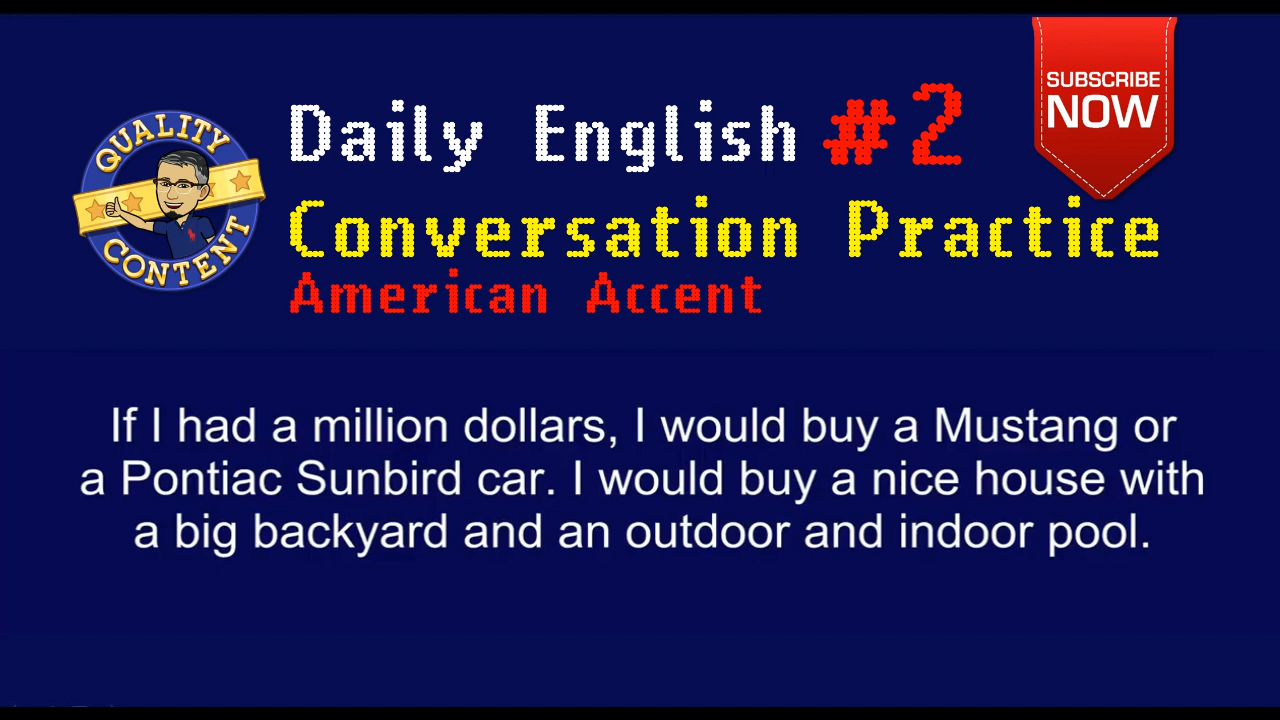 SUBSCRIBE
NOW
QUALITY
CONTENT
Daily English #2
Conversation Practice
American Accent
If I had a million dollars, I would buy a Mustang or
a Pontiac Sunbird car. I would buy a nice house with
a big backyard and an outdoor and indoor pool.